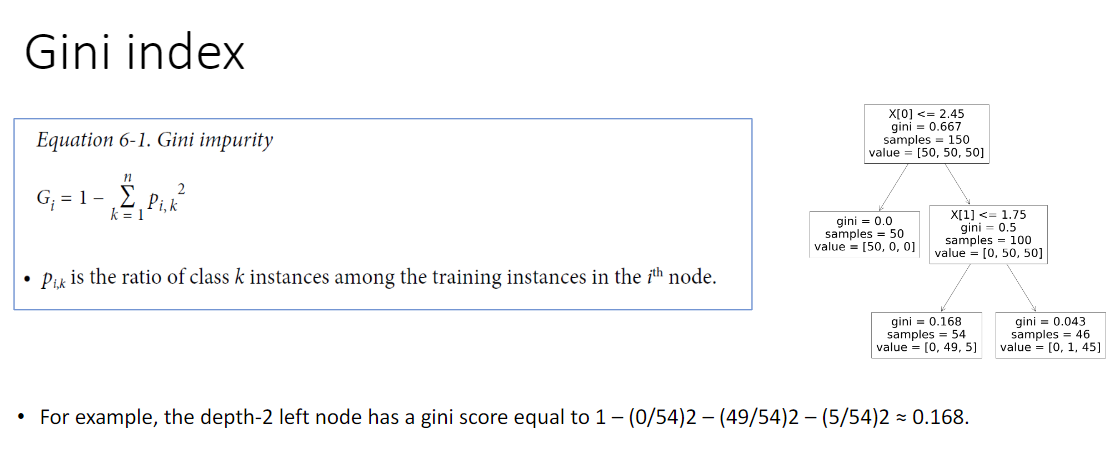 Gini index
Equation 6-1. Gini impurity
G_i = 1 − ∑_{k = 1}^{n} p_{i,k}^2
• p_{i,k} is the ratio of class k instances among the training instances in the i^th node.
X[0] <= 2.45
gini = 0.667
samples = 150
value = [50, 50, 50]
gini = 0.0
samples = 50
value = [50, 0, 0]
X[1] <= 1.75
gini = 0.5
samples = 100
value = [0, 50, 50]
gini = 0.168
samples = 54
value = [0, 49, 5]
gini = 0.043
samples = 46
value = [0, 1, 45]
• For example, the depth-2 left node has a gini score equal to 1 – (0/54)2 – (49/54)2 – (5/54)2 ≈ 0.168.